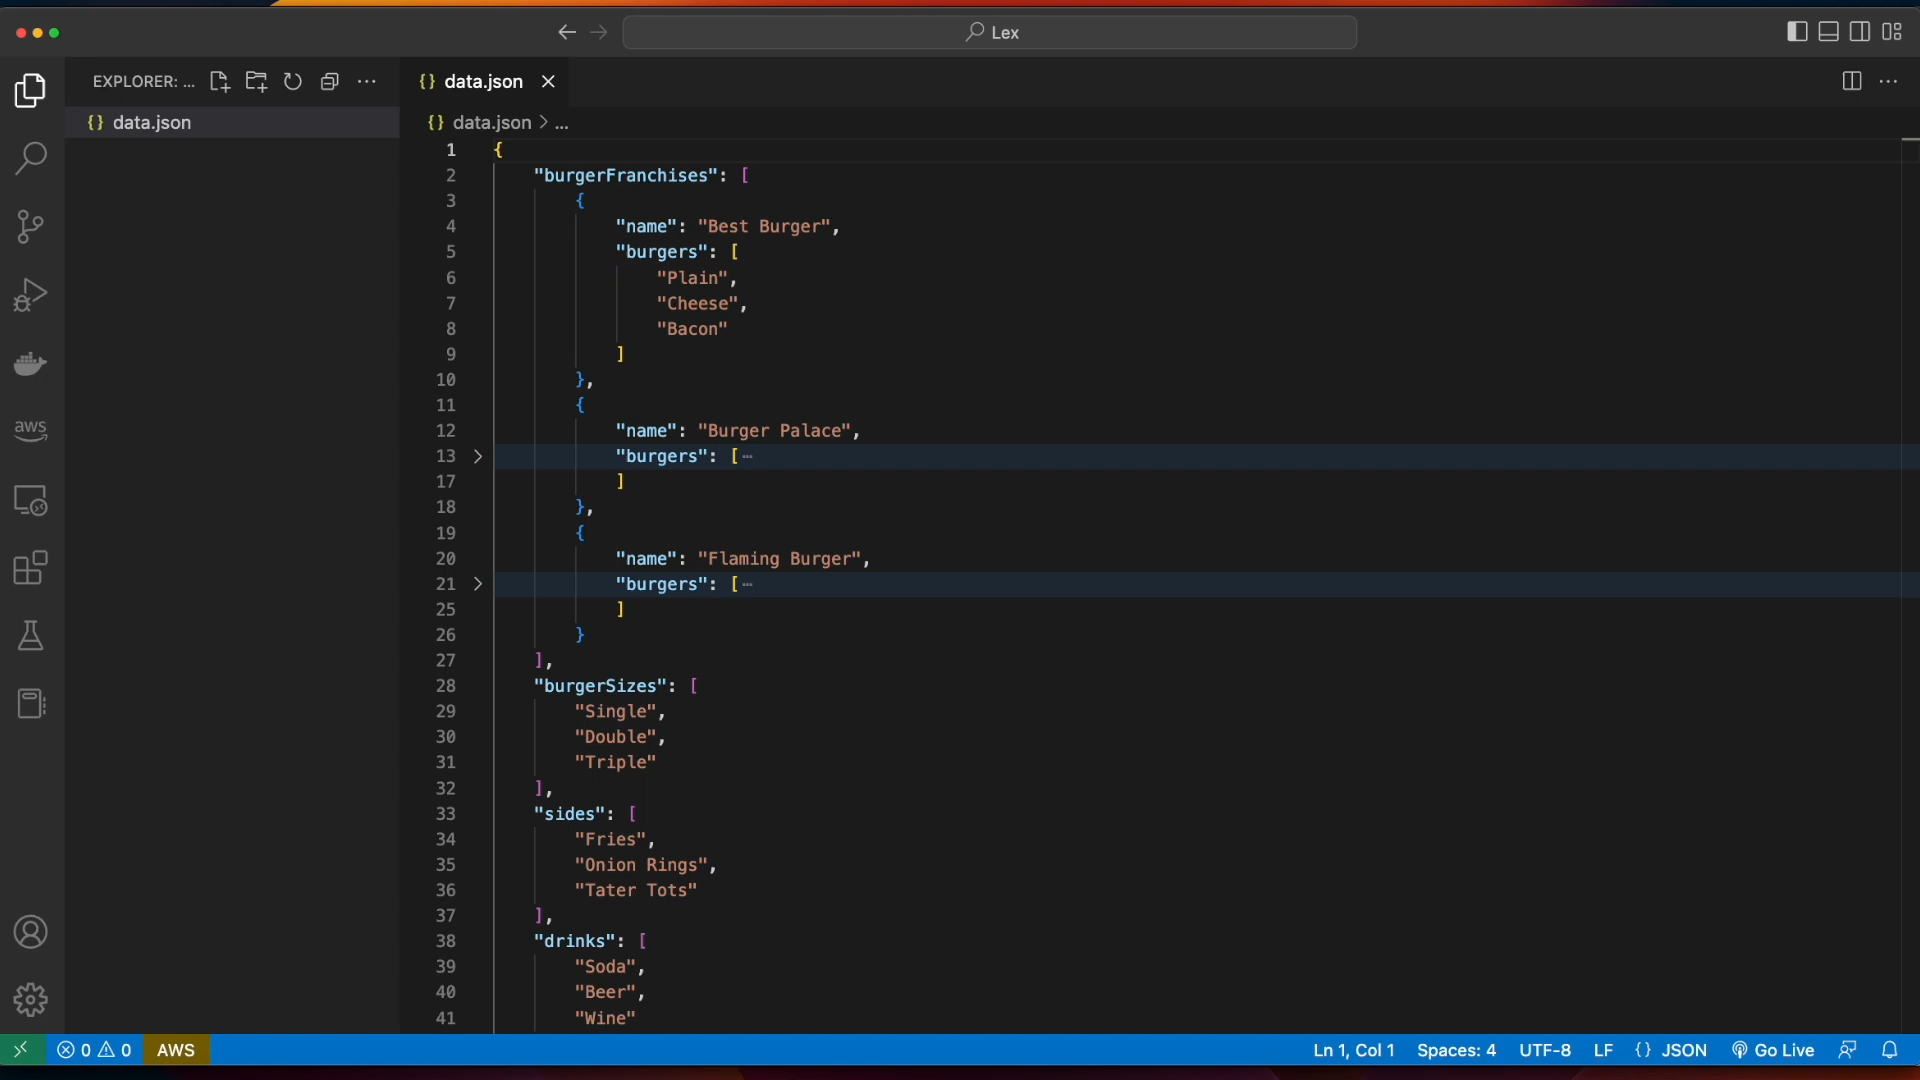 Lex
EXPLORER: ...
data.json
data.json
data.json > ...
aws
1 {
2 "burgerFranchises": [
3 {
4 "name": "Best Burger",
5 "burgers": [
6 "Plain",
7 "Cheese",
8 "Bacon"
9 ]
10 },
11 {
12 "name": "Burger Palace",
13 "burgers": [
17 ]
18 },
19 {
20 "name": "Flaming Burger",
21 "burgers": [
25 ]
26 }
27 ],
28 "burgerSizes": [
29 "Single",
30 "Double",
31 "Triple"
32 ],
33 "sides": [
34 "Fries",
35 "Onion Rings",
36 "Tater Tots"
37 ],
38 "drinks": [
39 "Soda",
40 "Beer",
41 "Wine"
0 0 AWS Ln 1, Col 1 Spaces: 4 UTF-8 LF {} JSON Go Live